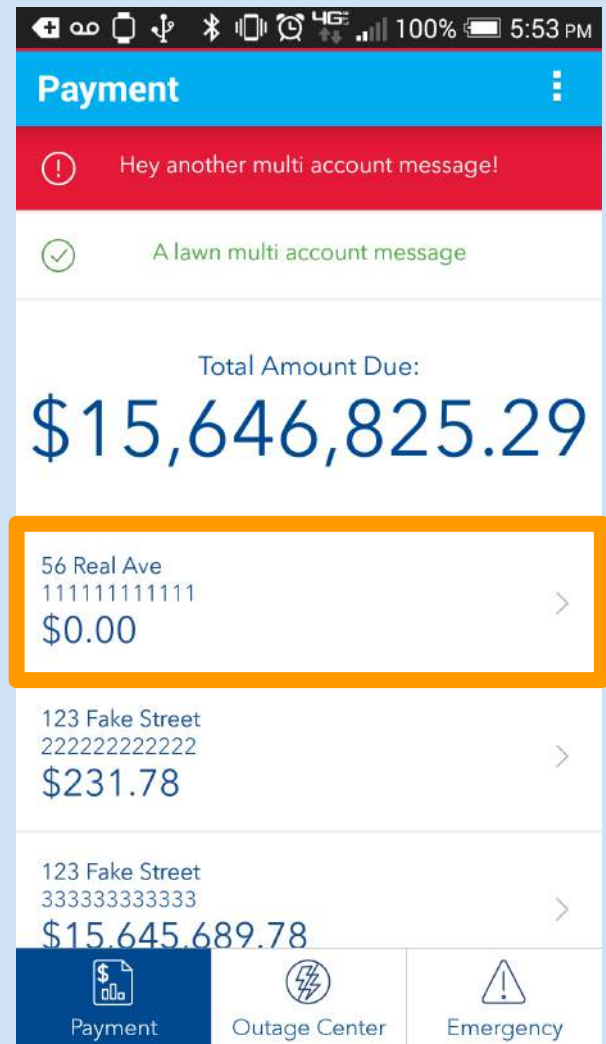 4G 100% 5:53 PM
Payment
Hey another multi account message!
A lawn multi account message
Total Amount Due:
$15,646,825.29
56 Real Ave
111111111111
$0.00
123 Fake Street
222222222222
$231.78
123 Fake Street
333333333333
$15,645,689.78
Payment Outage Center Emergency